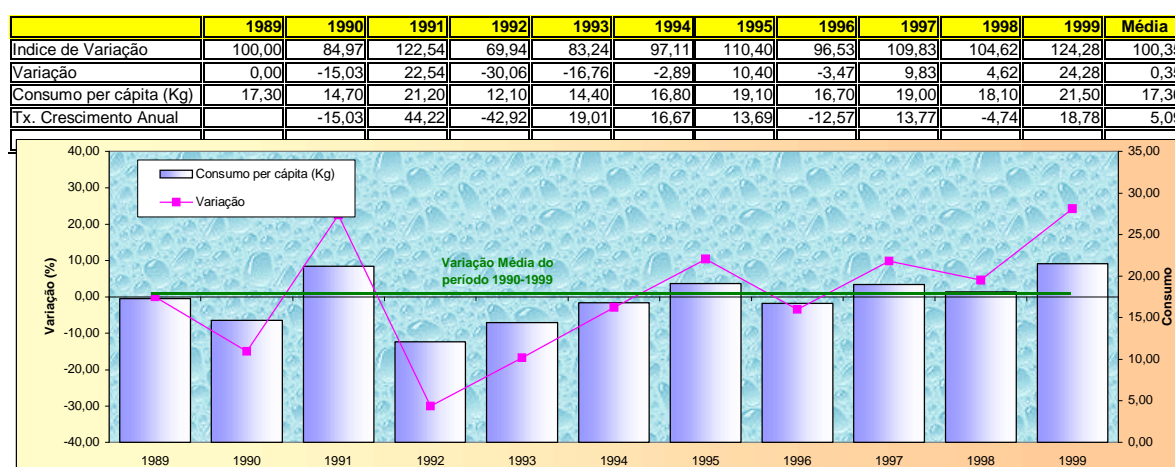 1989 1990 1991 1992 1993 1994 1995 1996 1997 1998 1999 Média
Indice de Variação 100,00 84,97 122,54 69,94 83,24 97,11 110,40 96,53 109,83 104,62 124,28 100,35
Variação 0,00 -15,03 22,54 -30,06 -16,76 -2,89 10,40 -3,47 9,83 4,62 24,28 0,35
Consumo per cápita (Kg) 17,30 14,70 21,20 12,10 14,40 16,80 19,10 16,70 19,00 18,10 21,50 17,36
Tx. Crescimento Anual -15,03 44,22 -42,92 19,01 16,67 13,69 -12,57 13,77 -4,74 18,78 5,09
Variação (%)
40,00
30,00
20,00
10,00
0,00
-10,00
-20,00
-30,00
-40,00
Consumo per cápita (Kg)
Variação
Variação Média do
período 1990-1999
35,00
30,00
25,00
20,00
15,00
10,00
5,00
0,00
Consumo
1989 1990 1991 1992 1993 1994 1995 1996 1997 1998 1999